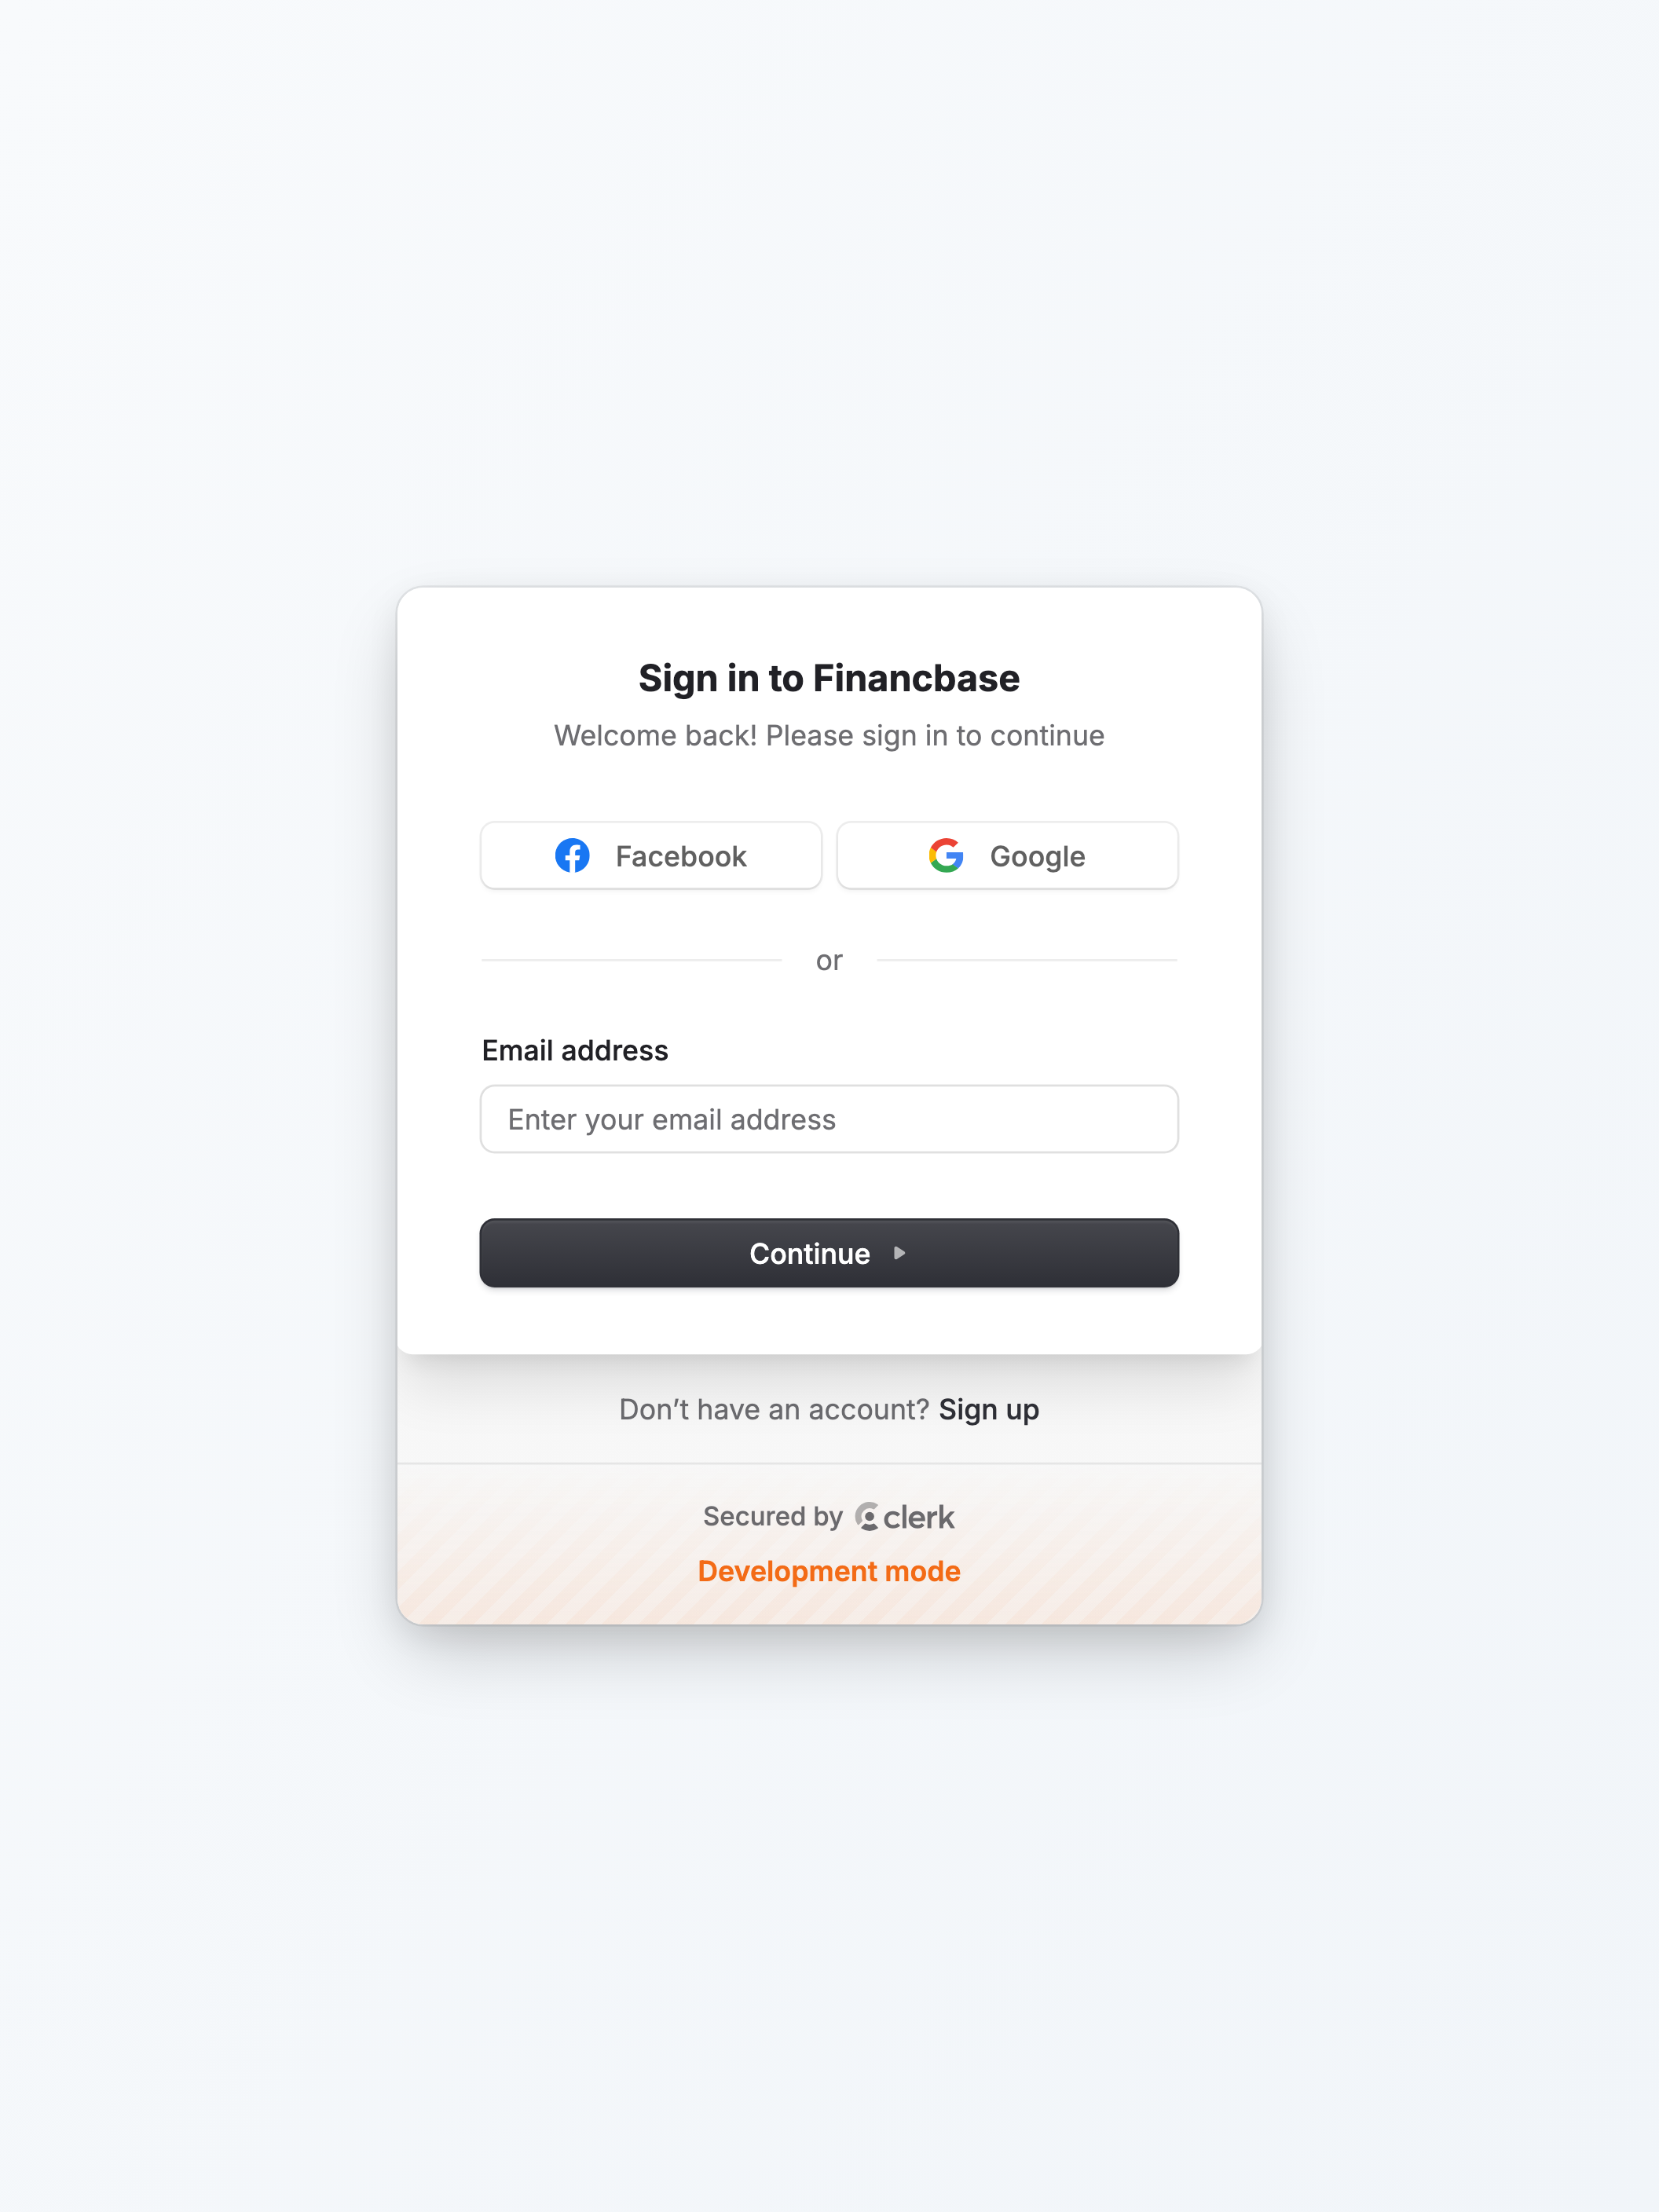 Sign in to Financbase
Welcome back! Please sign in to continue
Facebook
Google
or
Email address
Enter your email address
Continue
Don’t have an account? Sign up
Secured by clerk
Development mode